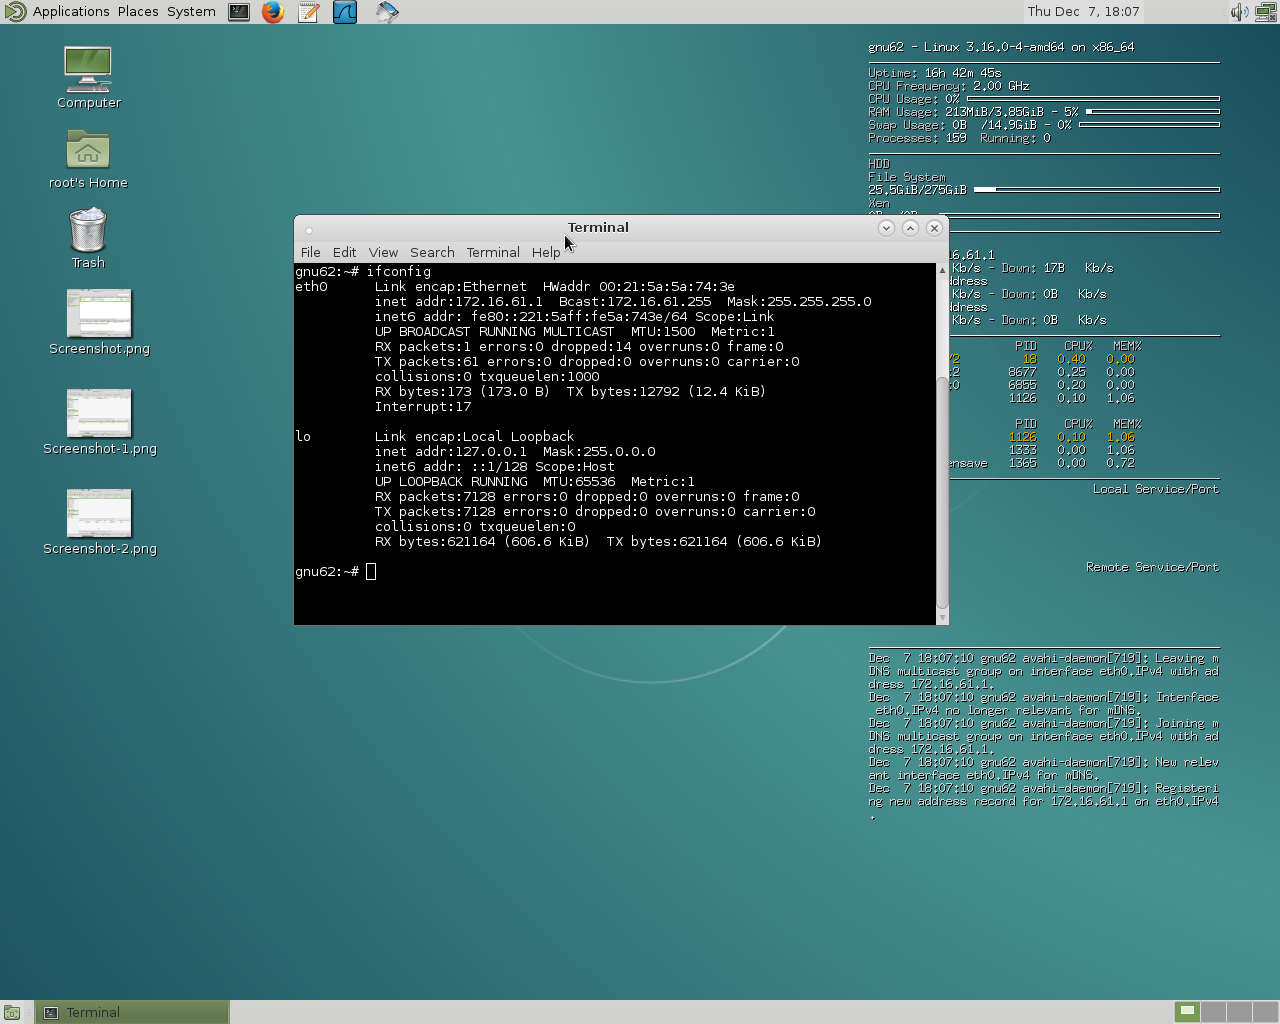 Applications Places System
Thu Dec  7, 18:07
Computer
root's Home
Trash
Screenshot.png
Screenshot-1.png
Screenshot-2.png
gnu62 - Linux 3.16.0-4-amd64 on x86_64
Uptime: 16h 42m 45s
CPU Frequency: 2.00 GHz
CPU Usage: 0%
RAM Usage: 213MiB/3.85GiB - 5%
Swap Usage: 0B  /14.9GiB - 0%
Processes: 159  Running: 0
HDD
File System
25.5GiB/275GiB
Xen
Terminal
File Edit View Search Terminal Help
gnu62:~# ifconfig
eth0      Link encap:Ethernet  HWaddr 00:21:5a:5a:74:3e
          inet addr:172.16.61.1  Bcast:172.16.61.255  Mask:255.255.255.0
          inet6 addr: fe80::221:5aff:fe5a:743e/64 Scope:Link
          UP BROADCAST RUNNING MULTICAST  MTU:1500  Metric:1
          RX packets:1 errors:0 dropped:14 overruns:0 frame:0
          TX packets:61 errors:0 dropped:0 overruns:0 carrier:0
          collisions:0 txqueuelen:1000
          RX bytes:173 (173.0 B)  TX bytes:12792 (12.4 KiB)
          Interrupt:17
lo        Link encap:Local Loopback
          inet addr:127.0.0.1  Mask:255.0.0.0
          inet6 addr: ::1/128 Scope:Host
          UP LOOPBACK RUNNING  MTU:65536  Metric:1
          RX packets:7128 errors:0 dropped:0 overruns:0 frame:0
          TX packets:7128 errors:0 dropped:0 overruns:0 carrier:0
          collisions:0 txqueuelen:0
          RX bytes:621164 (606.6 KiB)  TX bytes:621164 (606.6 KiB)
gnu62:~#
6.61.1
Kb/s - Down: 17B   Kb/s
ddress
Kb/s - Down: 0B   Kb/s
ddress
Kb/s - Down: 0B   Kb/s
PID CPU% MEM%
/2 18 0.40 0.00
:2 8677 0.25 0.00
:0 6855 0.20 0.00
1126 0.10 1.06
PID CPU% MEM%
1126 0.10 1.06
1333 0.00 1.06
ensave 1365 0.00 0.72
Local Service/Port
Remote Service/Port
Dec  7 18:07:10 gnu62 avahi-daemon[719]: Leaving m
DNS multicast group on interface eth0.IPv4 with ad
dress 172.16.61.1.
Dec  7 18:07:10 gnu62 avahi-daemon[719]: Interface
 eth0.IPv4 no longer relevant for mDNS.
Dec  7 18:07:10 gnu62 avahi-daemon[719]: Joining m
DNS multicast group on interface eth0.IPv4 with ad
dress 172.16.61.1.
Dec  7 18:07:10 gnu62 avahi-daemon[719]: New relev
ant interface eth0.IPv4 for mDNS.
Dec  7 18:07:10 gnu62 avahi-daemon[719]: Registeri
ng new address record for 172.16.61.1 on eth0.IPv4
.
Terminal